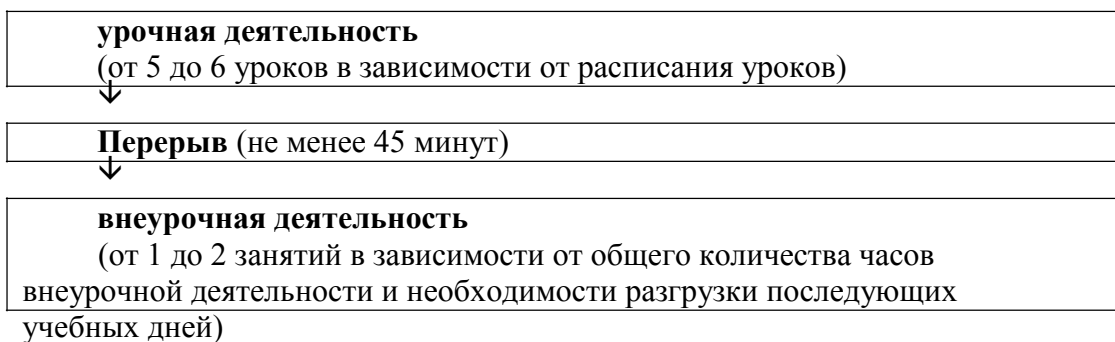 урочная деятельность
(от 5 до 6 уроков в зависимости от расписания уроков)
Перерыв (не менее 45 минут)
внеурочная деятельность
(от 1 до 2 занятий в зависимости от общего количества часов
внеурочной деятельности и необходимости разгрузки последующих
учебных дней)